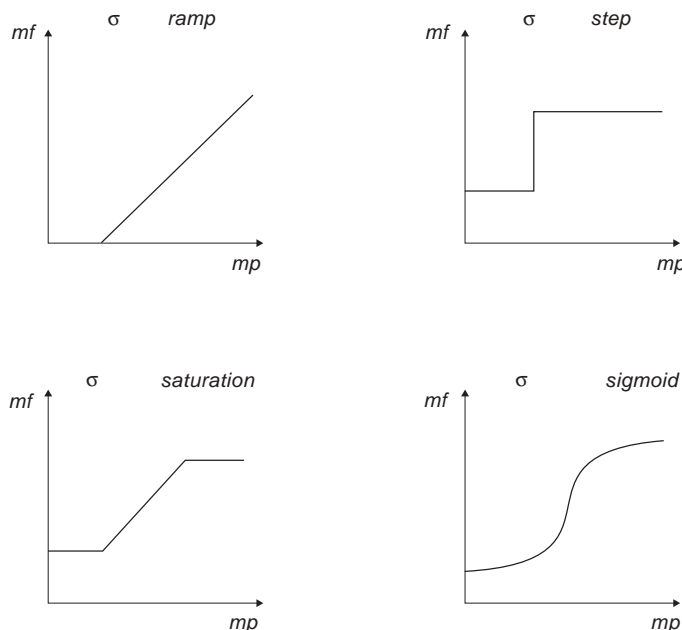 σ ramp
mf
mp
σ step
mf
mp
σ saturation
mf
mp
σ sigmoid
mf
mp